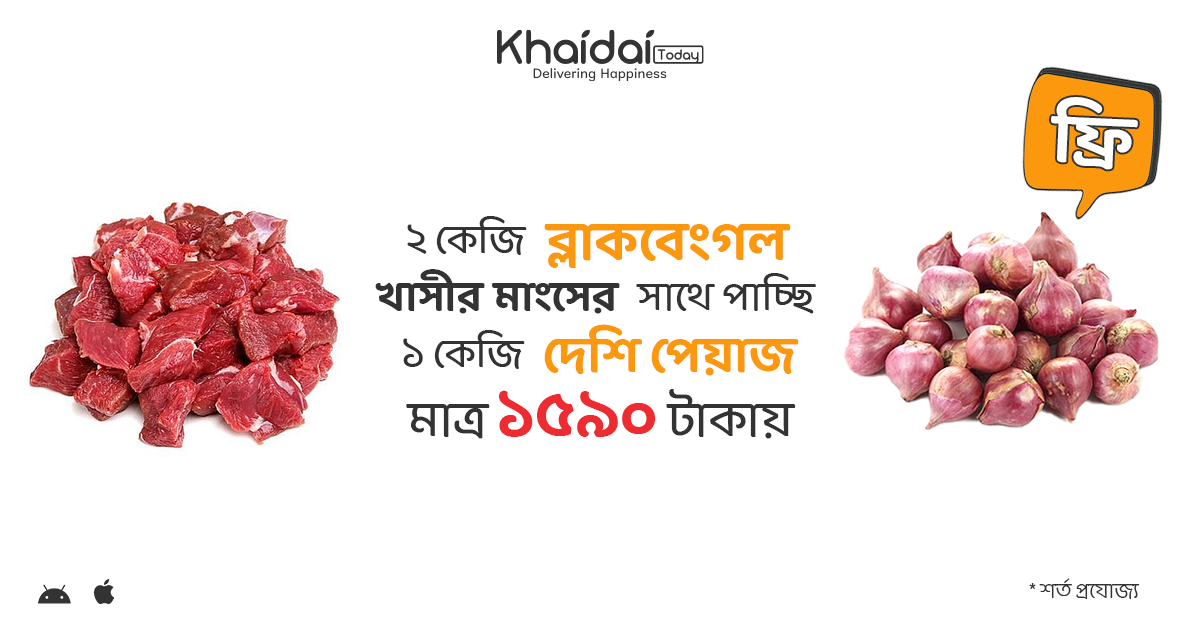 Khaidai Today
Delivering Happiness
ফ্রি
২ কেজি ব্লাকবেংগল
খাসীর মাংসের সাথে পাচ্ছি
১ কেজি দেশি পেয়াজ
মাত্র ১৫৯০ টাকায়
* শর্ত প্রযোজ্য